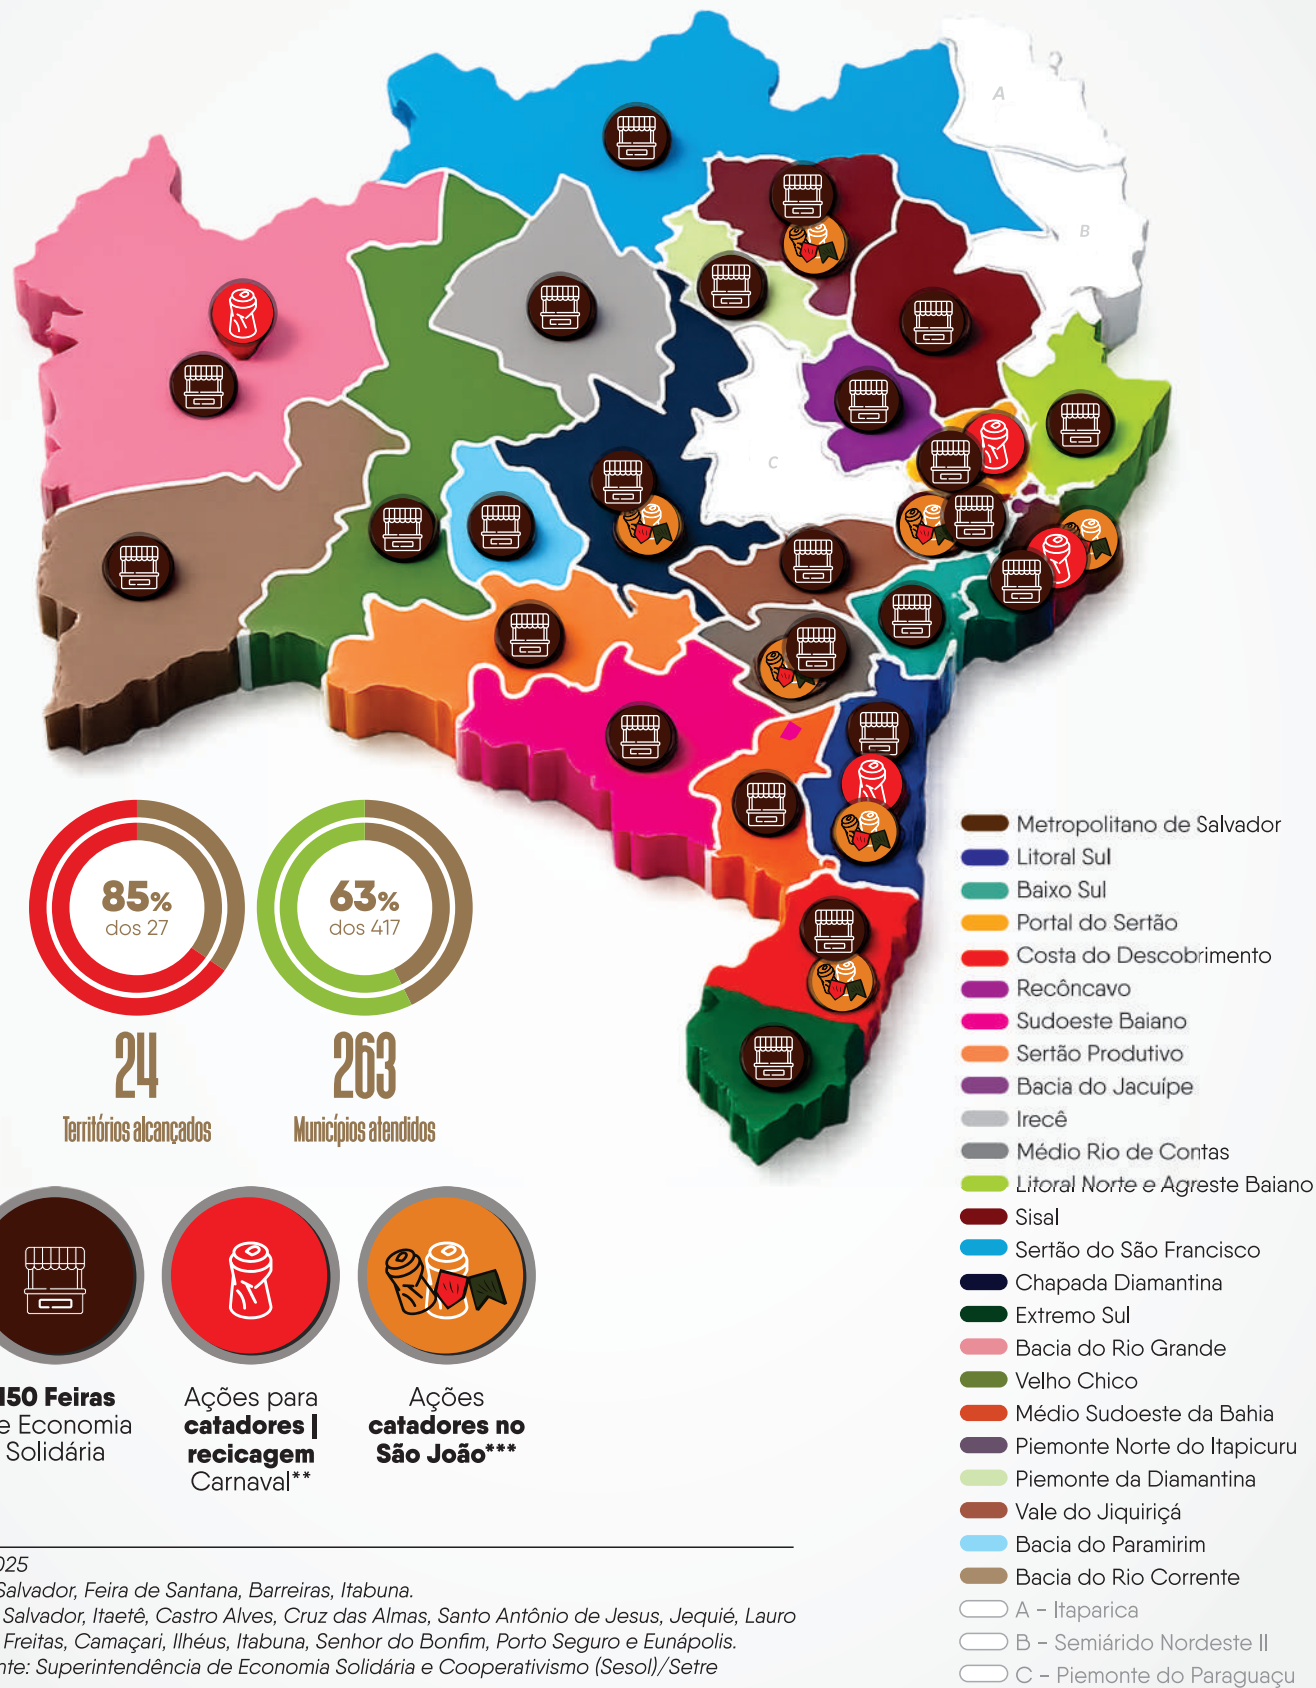 A
B
C
85%
dos 27
24
Territórios alcançados
63%
dos 417
263
Municípios atendidos
150 Feiras
e Economia
Solidária
Ações para
catadores |
recicagem
Carnaval**
Ações
catadores no
São João***
Metropolitano de Salvador
Litoral Sul
Baixo Sul
Portal do Sertão
Costa do Descobrimento
Recôncavo
Sudoeste Baiano
Sertão Produtivo
Bacia do Jacuípe
Irecê
Médio Rio de Contas
Litoral Norte e Agreste Baiano
Sisal
Sertão do São Francisco
Chapada Diamantina
Extremo Sul
Bacia do Rio Grande
Velho Chico
Médio Sudoeste da Bahia
Piemonte Norte do Itapicuru
Piemonte da Diamantina
Vale do Jiquiriçá
Bacia do Paramirim
Bacia do Rio Corrente
A - Itaparica
B - Semiárido Nordeste II
C - Piemonte do Paraguaçu
025
Salvador, Feira de Santana, Barreiras, Itabuna.
Salvador, Itaetê, Castro Alves, Cruz das Almas, Santo Antônio de Jesus, Jequié, Lauro
Freitas, Camaçari, Ilhéus, Itabuna, Senhor do Bonfim, Porto Seguro e Eunápolis.
nte: Superintendência de Economia Solidária e Cooperativismo (Sesol)/Setre